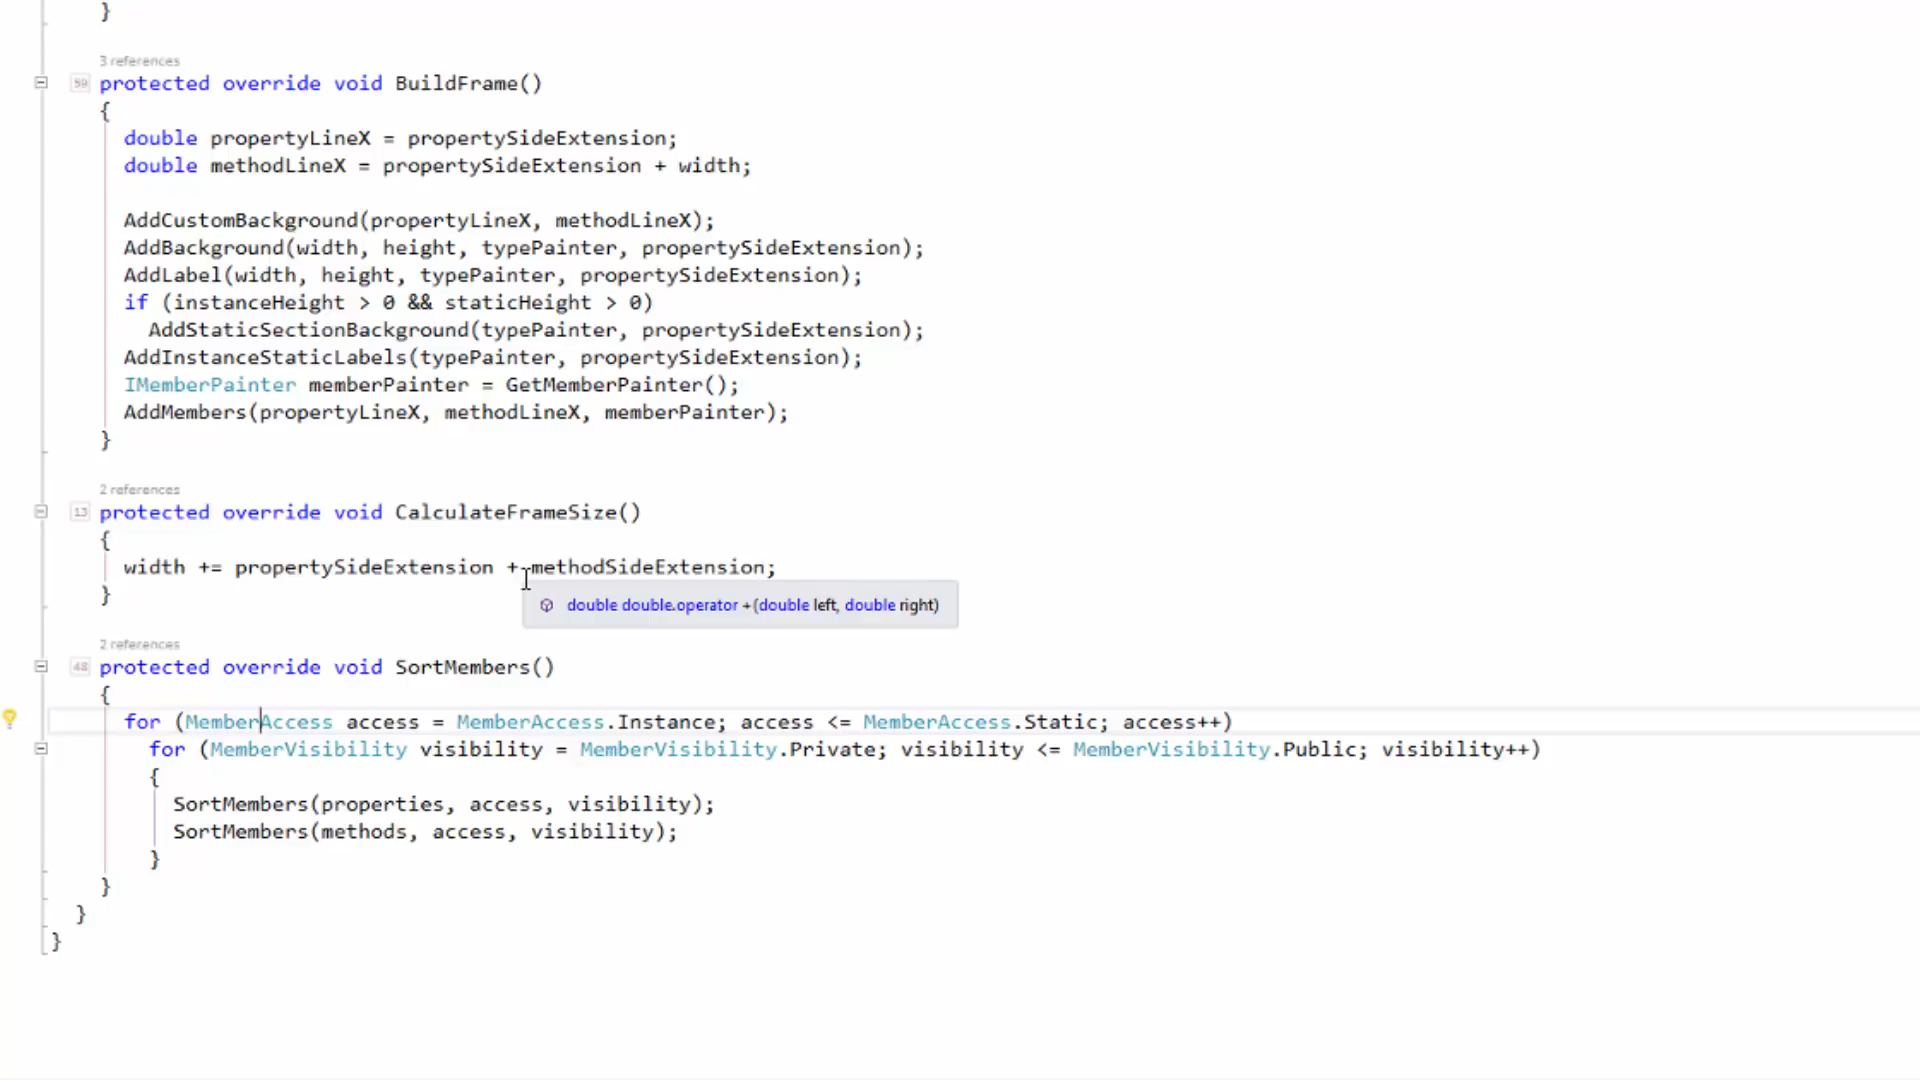 }
3 references
59 protected override void BuildFrame()
{
double propertyLineX = propertySideExtension;
double methodLineX = propertySideExtension + width;
AddCustomBackground(propertyLineX, methodLineX);
AddBackground(width, height, typePainter, propertySideExtension);
AddLabel(width, height, typePainter, propertySideExtension);
if (instanceHeight > 0 && staticHeight > 0)
AddStaticSectionBackground(typePainter, propertySideExtension);
AddInstanceStaticLabels(typePainter, propertySideExtension);
IMemberPainter memberPainter = GetMemberPainter();
AddMembers(propertyLineX, methodLineX, memberPainter);
}
2 references
13 protected override void CalculateFrameSize()
{
width += propertySideExtension + methodSideExtension;
}
double double.operator +(double left, double right)
2 references
48 protected override void SortMembers()
{
for (MemberAccess access = MemberAccess.Instance; access <= MemberAccess.Static; access++)
for (MemberVisibility visibility = MemberVisibility.Private; visibility <= MemberVisibility.Public; visibility++)
{
SortMembers(properties, access, visibility);
SortMembers(methods, access, visibility);
}
}
}
}